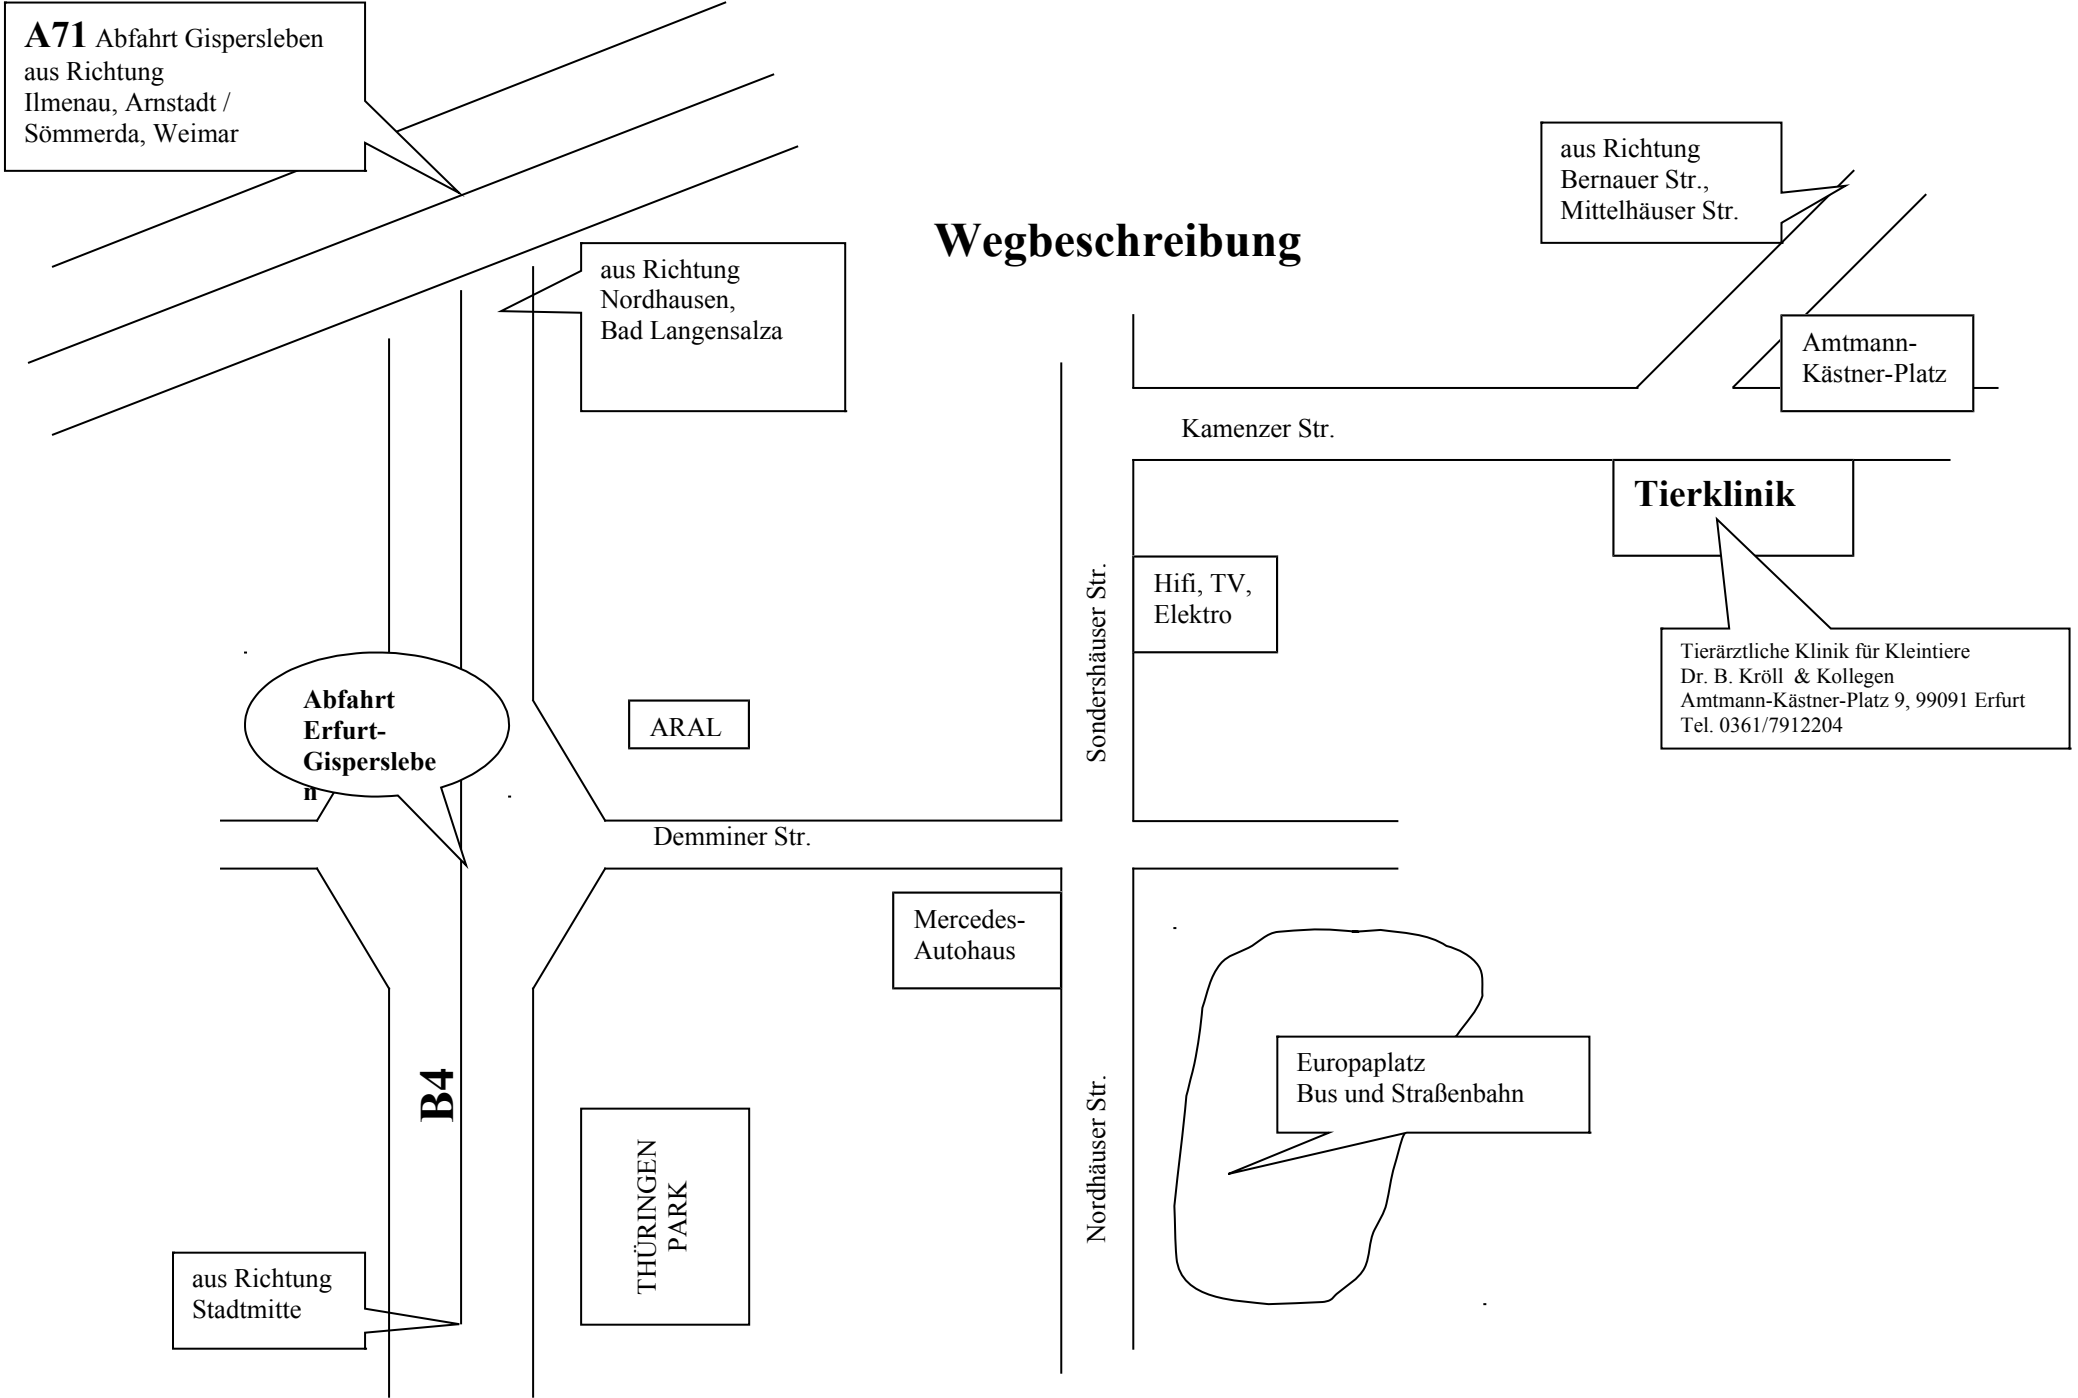 A71 Abfahrt Gispersleben
aus Richtung
Ilmenau, Arnstadt /
Sömmerda, Weimar
aus Richtung
Bernauer Str.,
Mittelhäuser Str.
Wegbeschreibung
aus Richtung
Nordhausen,
Bad Langensalza
Amtmann-
Kästner-Platz
Kamenzer Str.
Tierklinik
Sondershäuser Str.
Hifi, TV,
Elektro
Tierärztliche Klinik für Kleintiere
Dr. B. Kröll & Kollegen
Amtmann-Kästner-Platz 9, 99091 Erfurt
Tel. 0361/7912204
Abfahrt
Erfurt-
Gisperslebe
n
ARAL
Demminer Str.
Mercedes-
Autohaus
B4
Europaplatz
Bus und Straßenbahn
Nordhäuser Str.
THÜRINGEN
PARK
aus Richtung
Stadtmitte